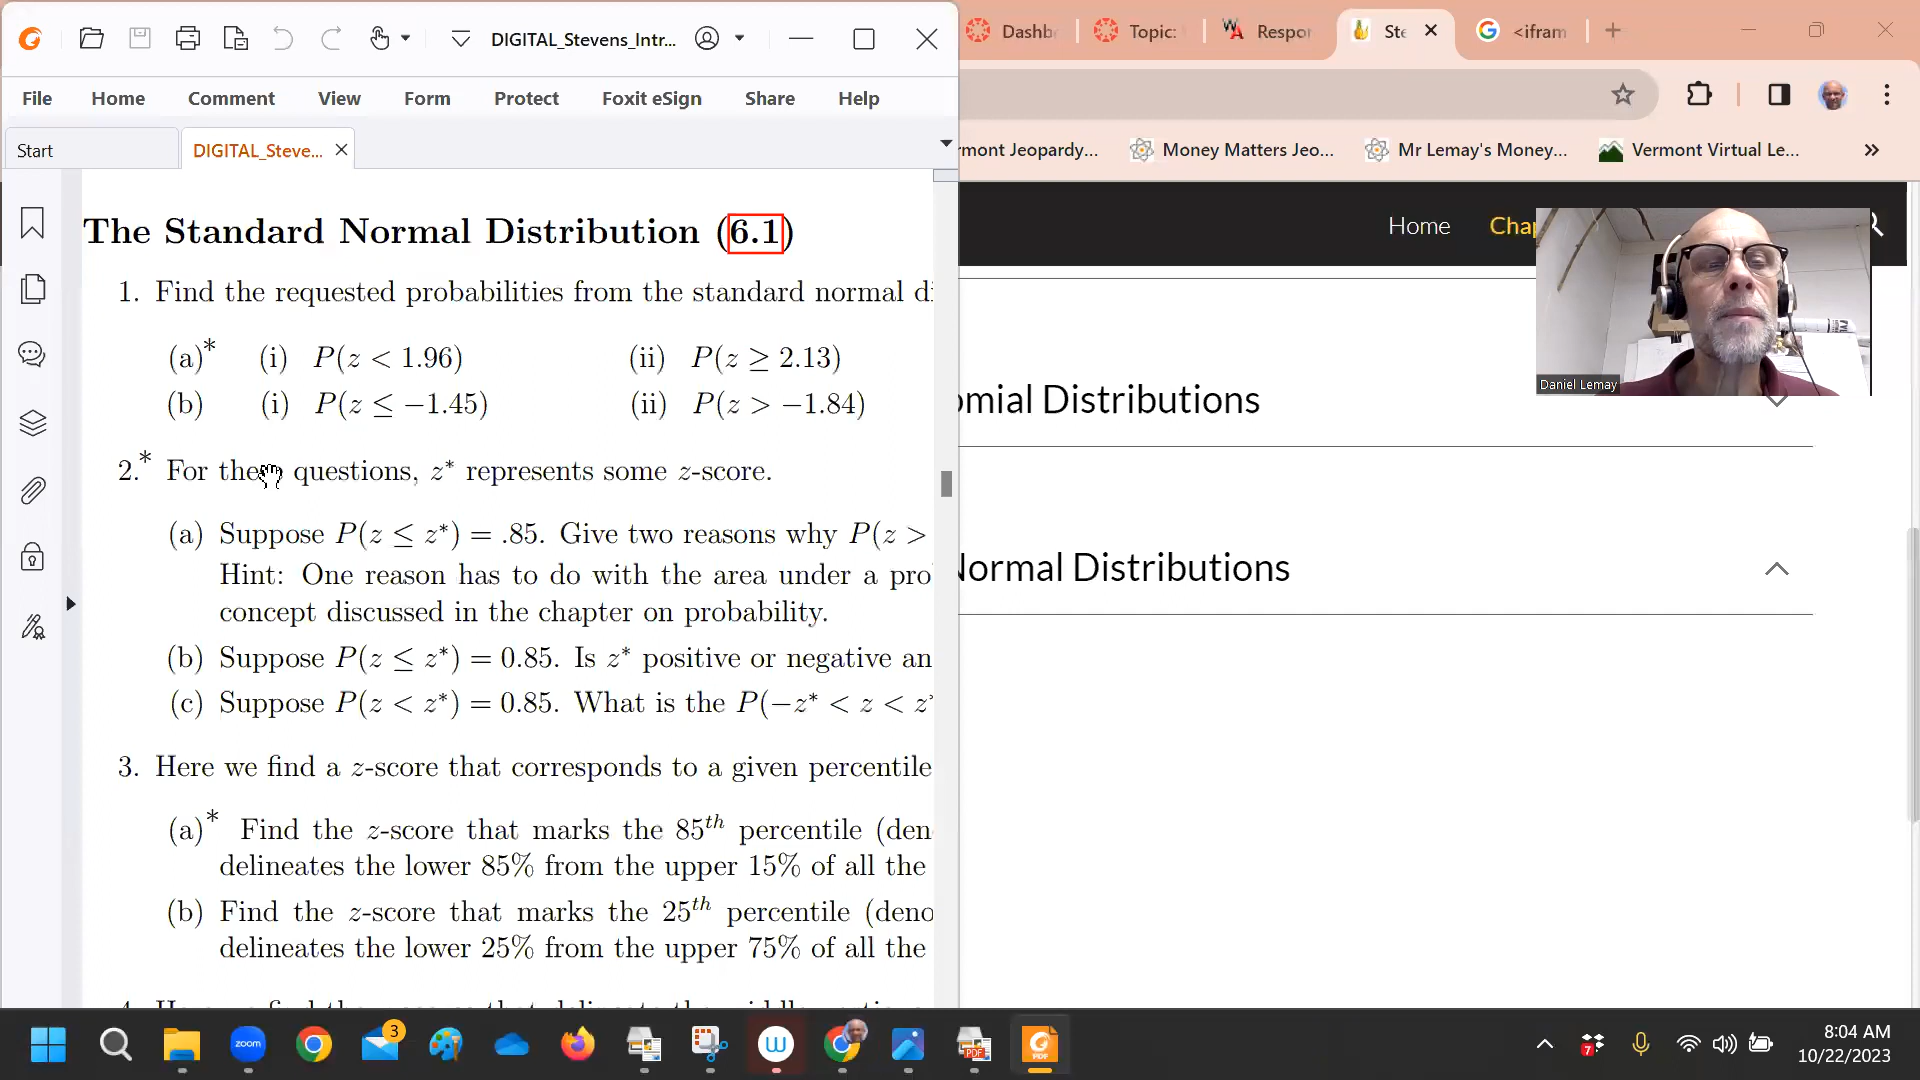 DIGITAL_Stevens_Intr...
File Home Comment View Form Protect Foxit eSign Share Help
Start
DIGITAL_Steve...
The Standard Normal Distribution (6.1)
1. Find the requested probabilities from the standard normal
(a)* (i) P(z < 1.96) (ii) P(z ≥ 2.13)
(b) (i) P(z ≤ −1.45) (ii) P(z > −1.84)
2.* For questions, z* represents some z-score.
(a) Suppose P(z ≤ z*) = .85. Give two reasons why P(z >
Hint: One reason has to do with the area under a pro
concept discussed in the chapter on probability.
(b) Suppose P(z ≤ z*) = 0.85. Is z* positive or negative an
(c) Suppose P(z < z*) = 0.85. What is the P(−z* < z < z*
3. Here we find a z-score that corresponds to a given percentile
(a)* Find the z-score that marks the 85th percentile (den
delineates the lower 85% from the upper 15% of all the
(b) Find the z-score that marks the 25th percentile (deno
delineates the lower 25% from the upper 75% of all the
Dashb
Topic:
Respo
Ste
<ifram
rmont Jeopardy...
Money Matters Jeo...
Mr Lemay's Money...
Vermont Virtual Le...
Home
Chap
Daniel Lemay
omial Distributions
Normal Distributions
3
zoom
W
PDF
PDF
7
8:04 AM
10/22/2023